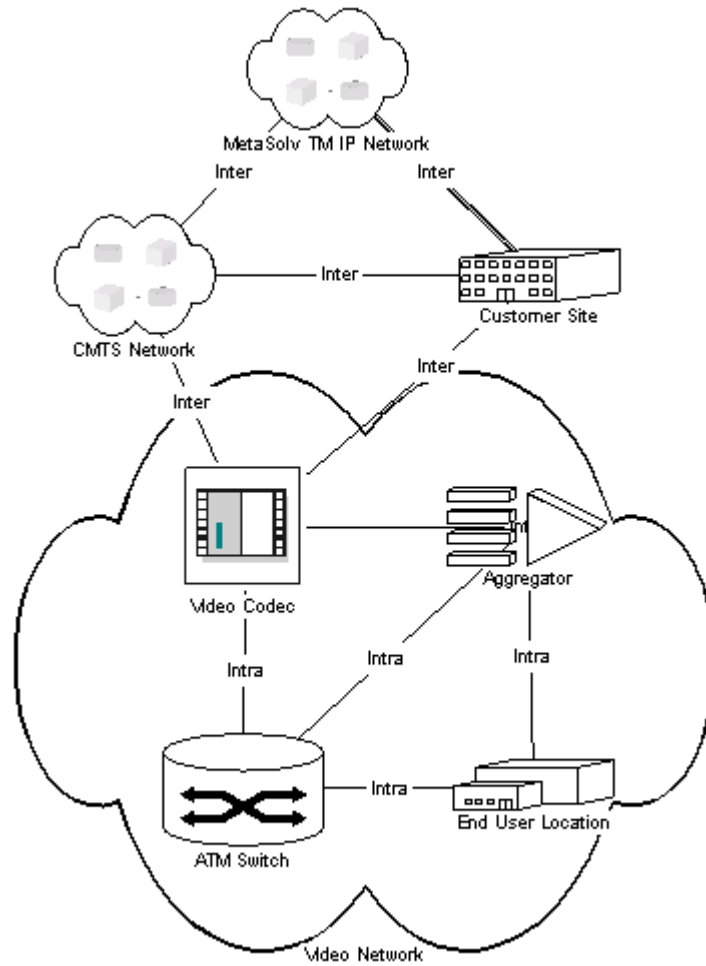 MetaSolv TM IP Network
Inter
Inter
Inter
CMTS Network
Customer Site
Inter
Inter
Video Codec
Aggregator
Intra
Intra
Intra
ATM Switch
Intra
End User Location
Video Network